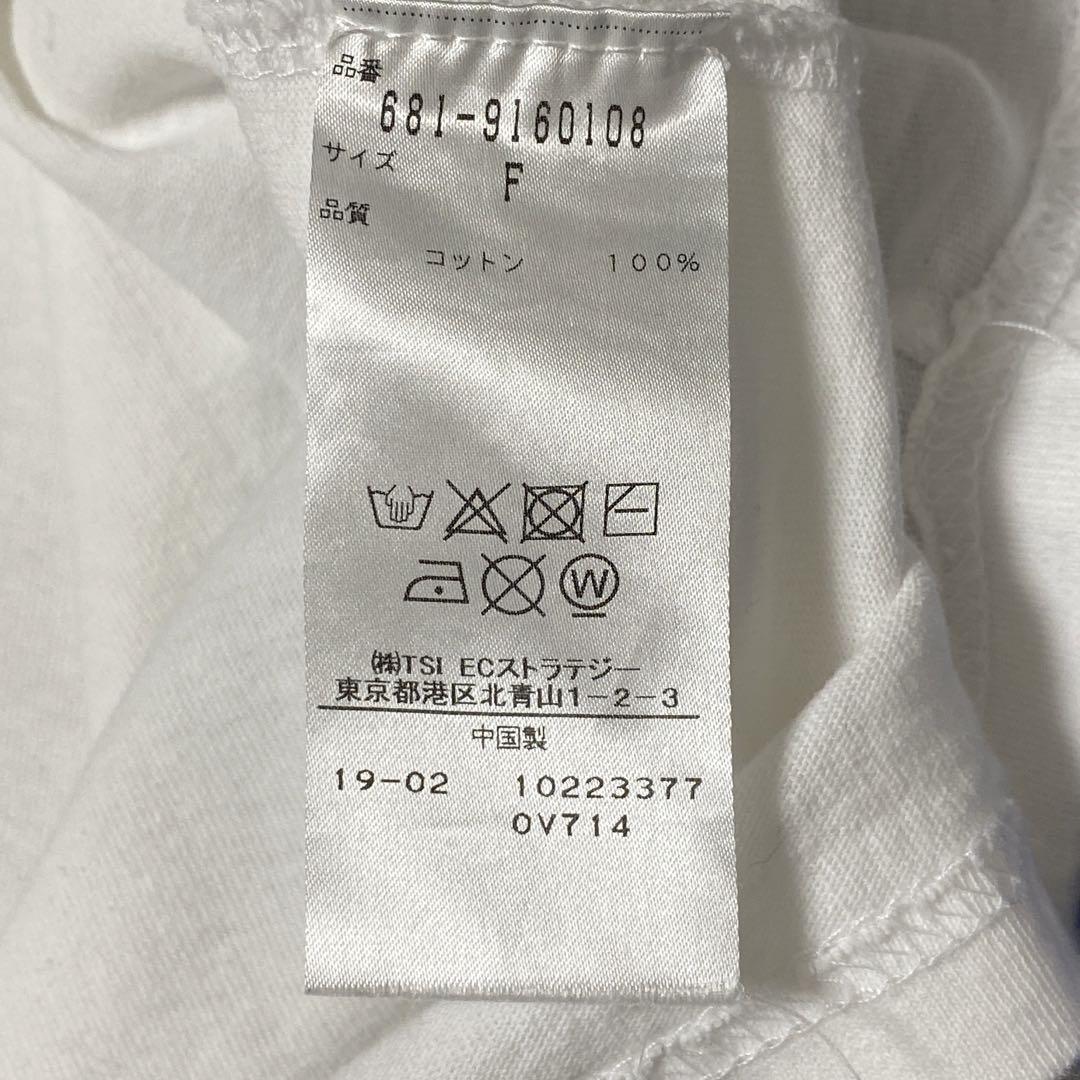 品番
681-9160108
サイズ F
品質
コットン 100%
W
㈱TSI ECストラテジー
東京都港区北青山1-2-3
中国製
19-02 10223377
0V714